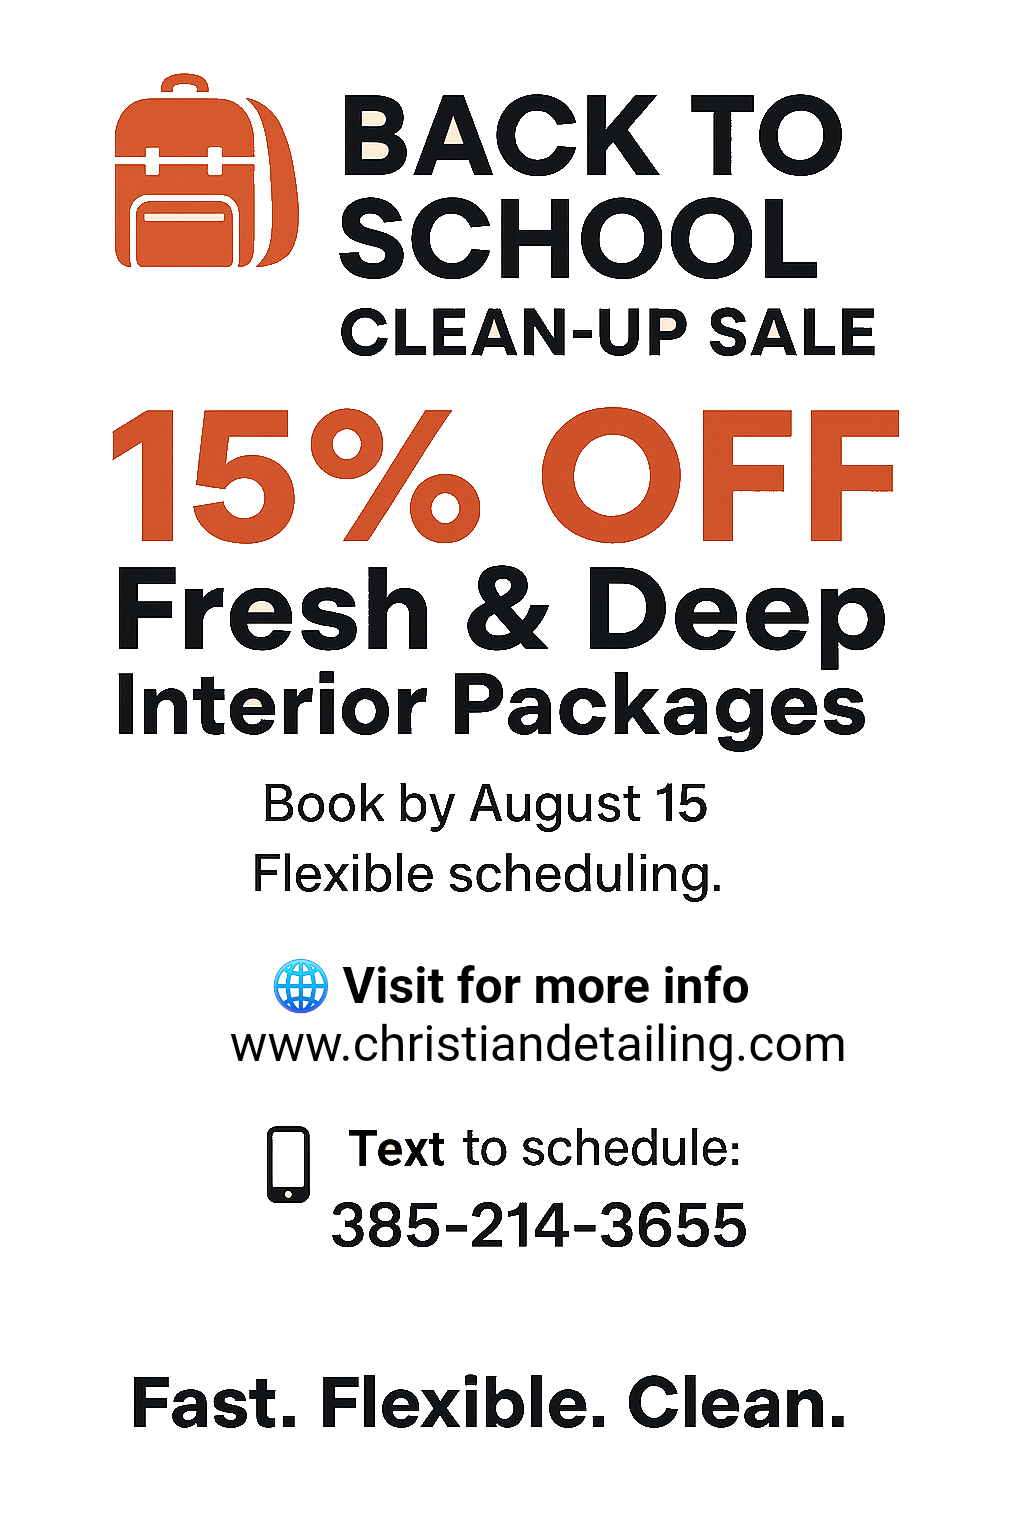 BACK TO
SCHOOL
CLEAN-UP SALE
15% OFF
Fresh & Deep
Interior Packages
Book by August 15
Flexible scheduling.
Visit for more info
www.christiandetailing.com
Text to schedule:
385-214-3655
Fast. Flexible. Clean.